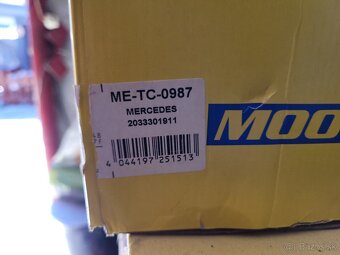 ME-TC-0987
MERCEDES
2033301911
MOO
4 044197 251513